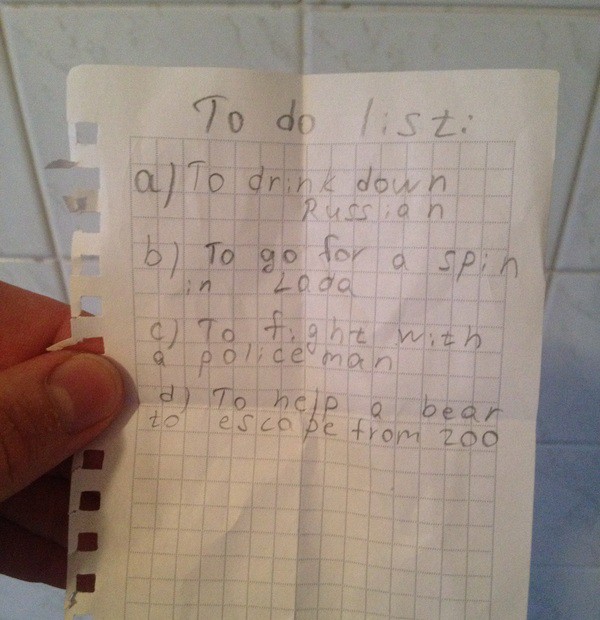 To do list:
a) To drink down
Russian
b) To go for a spin
in Lada
c) To fight with
a policeman
d) To help a bear
to escape from zoo